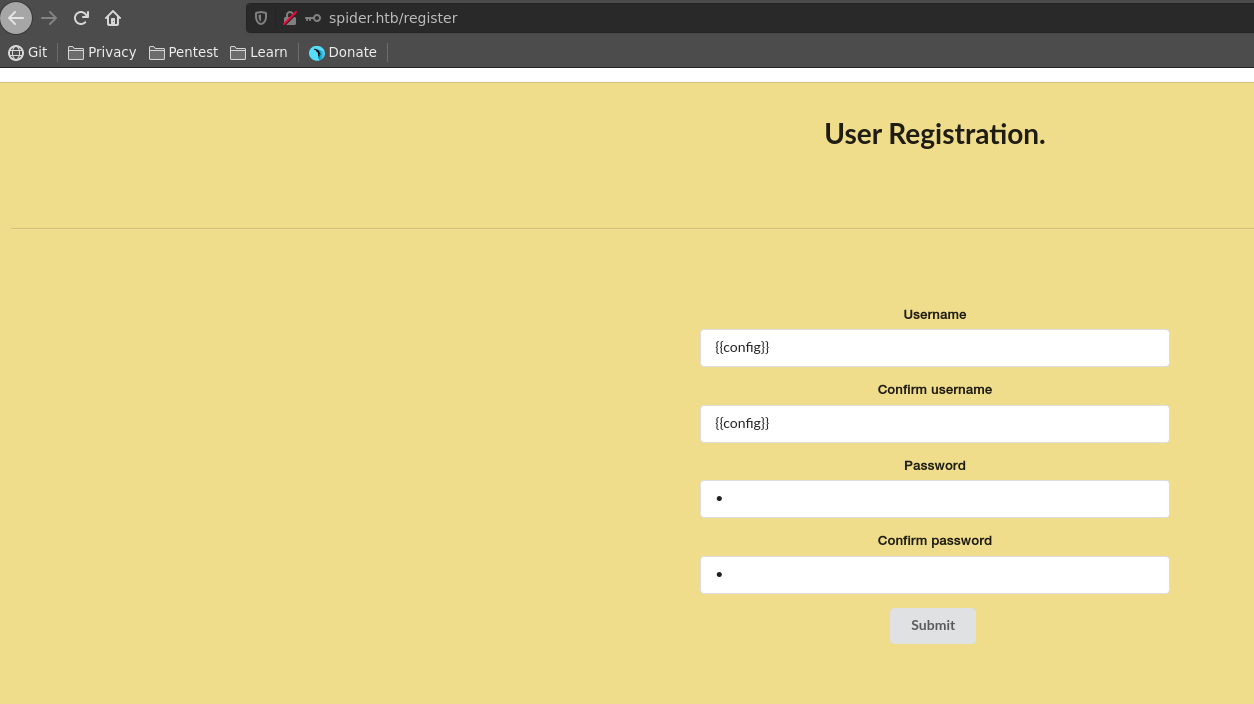 spider.htb/register
Git Privacy Pentest Learn Donate
User Registration.
Username
{{config}}
Confirm username
{{config}}
Password
•
Confirm password
•
Submit